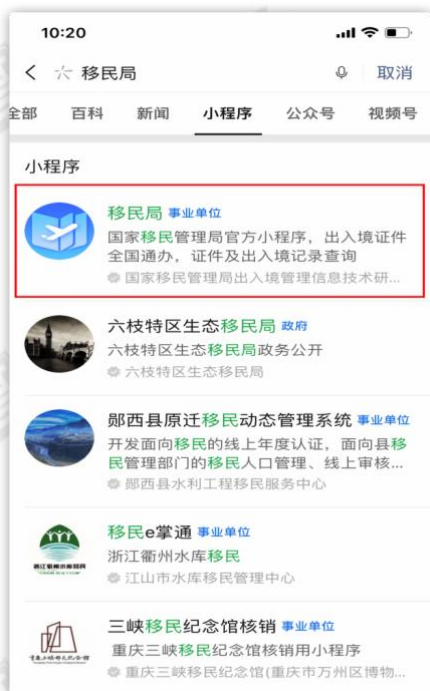 10:20
移民局
取消
全部 百科 新闻 小程序 公众号 视频号
小程序
移民局 事业单位
国家移民管理局官方小程序，出入境证件
全国通办，证件及出入境记录查询
国家移民管理局出入境管理信息技术研...
六枝特区生态移民局 政府
六枝特区生态移民局政务公开
六枝特区生态移民局
郧西县原迁移民动态管理系统 事业单位
开发面向移民的线上年度认证，面向县移
民管理部门的移民人口管理、线上审核...
郧西县水利工程移民服务中心
移民e掌通 事业单位
浙江衢州水库移民
江山市水库移民管理中心
三峡移民纪念馆核销 事业单位
重庆三峡移民纪念馆核销用小程序
重庆三峡移民纪念馆(重庆市万州区博物...